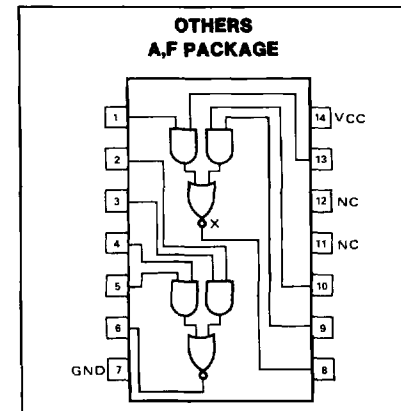 OTHERS
A,F PACKAGE
1
14 VCC
2
13
3
12 NC
X
4
11 NC
5
10
6
9
GND 7
8